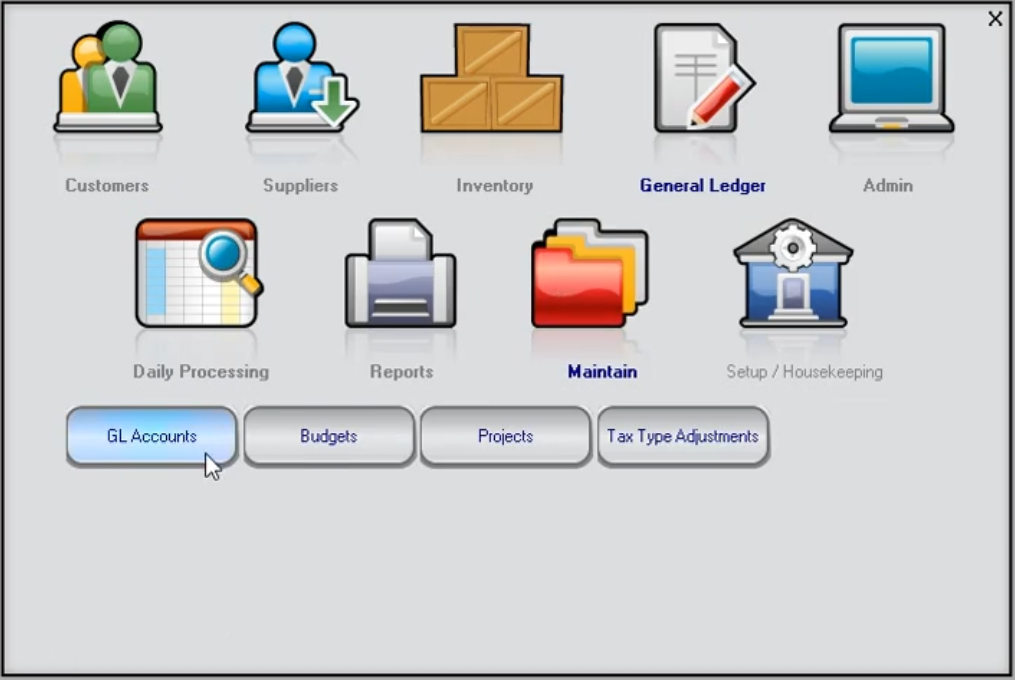 Customers
Suppliers
Inventory
General Ledger
Admin
Daily Processing
Reports
Maintain
Setup / Housekeeping
GL Accounts
Budgets
Projects
Tax Type Adjustments